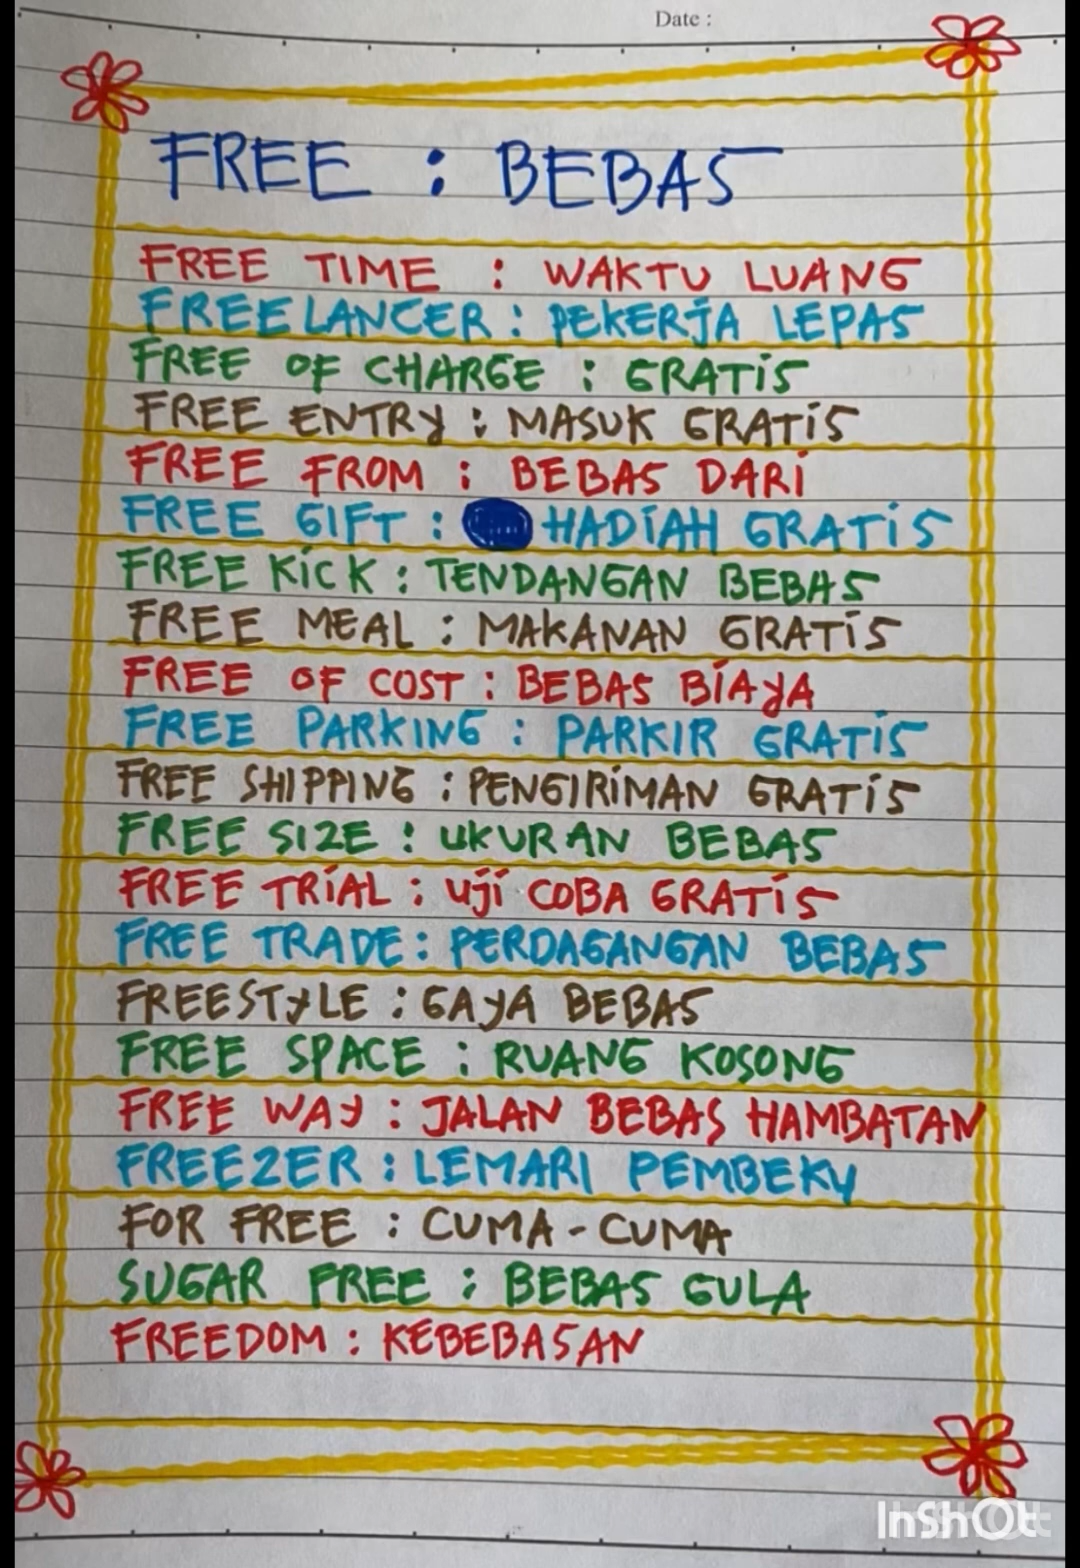 Date :
FREE : BEBAS
FREE TIME : WAKTU LUANG
FREELANCER : PEKERJA LEPAS
FREE OF CHARGE : GRATIS
FREE ENTRY : MASUK GRATIS
FREE FROM : BEBAS DARI
FREE GIFT : HADIAH GRATIS
FREE KICK : TENDANGAN BEBAS
FREE MEAL : MAKANAN GRATIS
FREE OF COST : BEBAS BIAYA
FREE PARKING : PARKIR GRATIS
FREE SHIPPING : PENGIRIMAN GRATIS
FREE SIZE : UKURAN BEBAS
FREE TRIAL : UJI COBA GRATIS
FREE TRADE : PERDAGANGAN BEBAS
FREESTYLE : GAYA BEBAS
FREE SPACE : RUANG KOSONG
FREE WAY : JALAN BEBAS HAMBATAN
FREEZER : LEMARI PEMBEKU
FOR FREE : CUMA-CUMA
SUGAR FREE : BEBAS GULA
FREEDOM : KEBEBASAN
InShOt